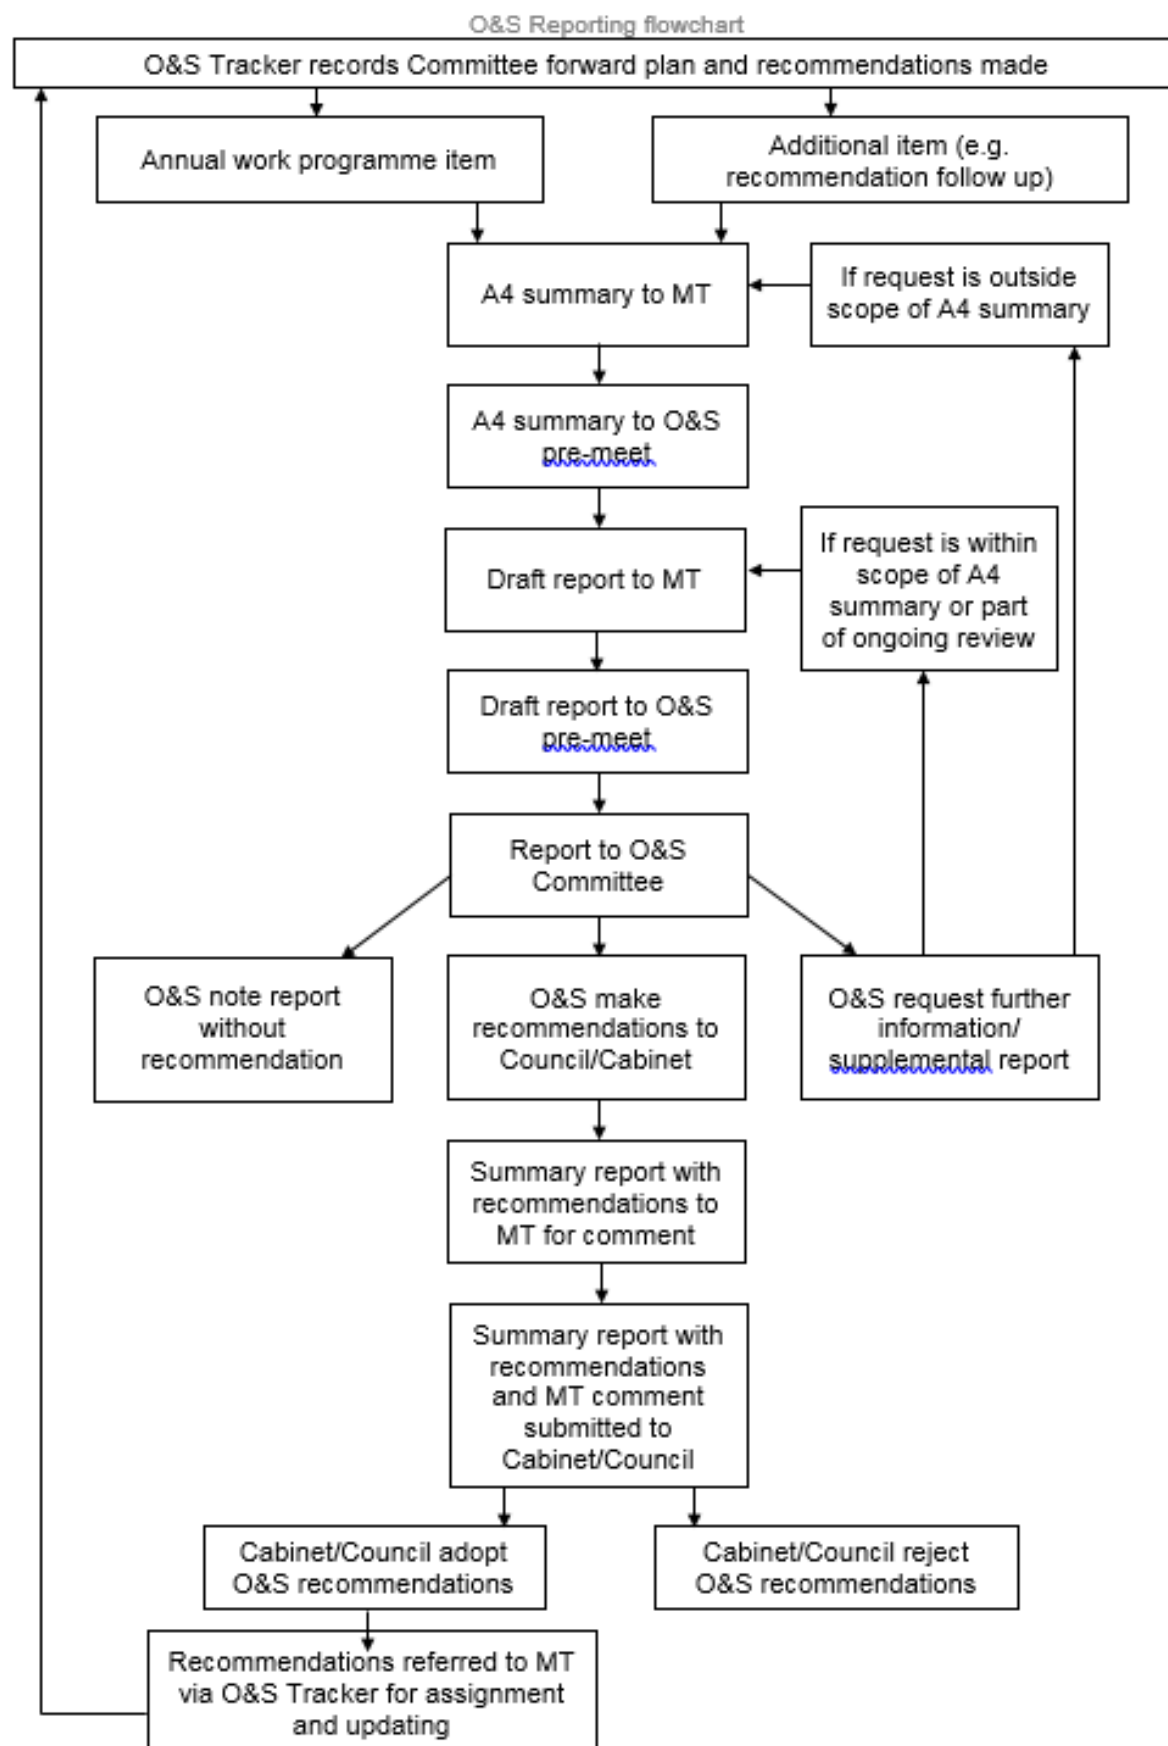 O&S Reporting flowchart
O&S Tracker records Committee forward plan and recommendations made
Annual work programme item
Additional item (e.g.
recommendation follow up)
A4 summary to MT
If request is outside
scope of A4 summary
A4 summary to O&S
pre-meet
Draft report to MT
If request is within
scope of A4
summary or part
of ongoing review
Draft report to O&S
pre-meet
Report to O&S
Committee
O&S note report
without
recommendation
O&S make
recommendations to
Council/Cabinet
O&S request further
information/
supplemental report
Summary report with
recommendations to
MT for comment
Summary report with
recommendations
and MT comment
submitted to
Cabinet/Council
Cabinet/Council adopt
O&S recommendations
Cabinet/Council reject
O&S recommendations
Recommendations referred to MT
via O&S Tracker for assignment
and updating